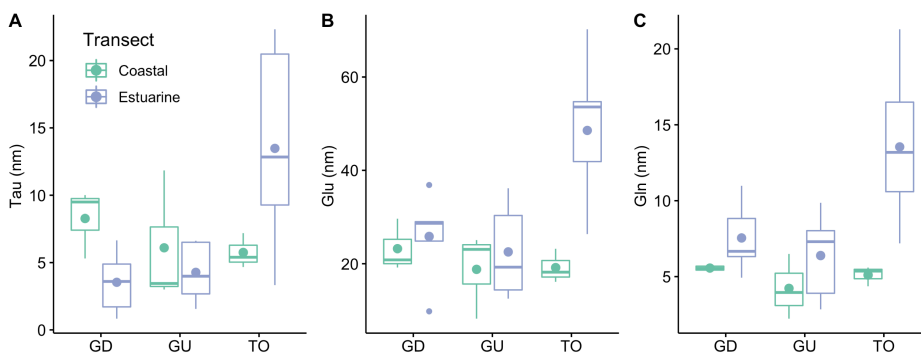 A
Tau (nm)
20
15
10
5
0
Transect
Coastal
Estuarine
GD GU TO
B
Glu (nm)
60
40
20
GD GU TO
C
Gln (nm)
20
15
10
5
GD GU TO